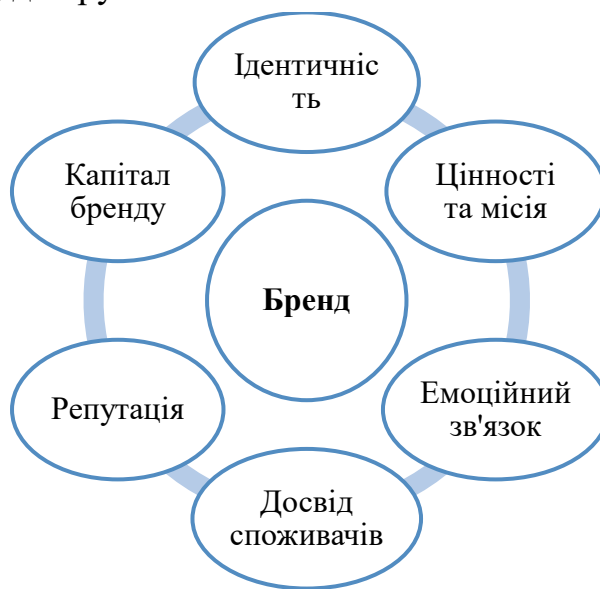 Ідентичніс
ть
Цінності
та місія
Емоційний
зв'язок
Досвід
споживачів
Репутація
Капітал
бренду
Бренд